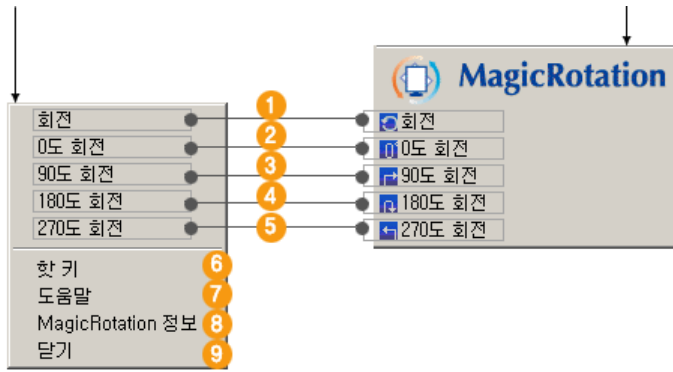 MagicRotation
회전 1 회전
0도 회전 2 0도 회전
90도 회전 3 90도 회전
180도 회전 4 180도 회전
270도 회전 5 270도 회전
핫 키 6
도움말 7
MagicRotation 정보 8
닫기 9